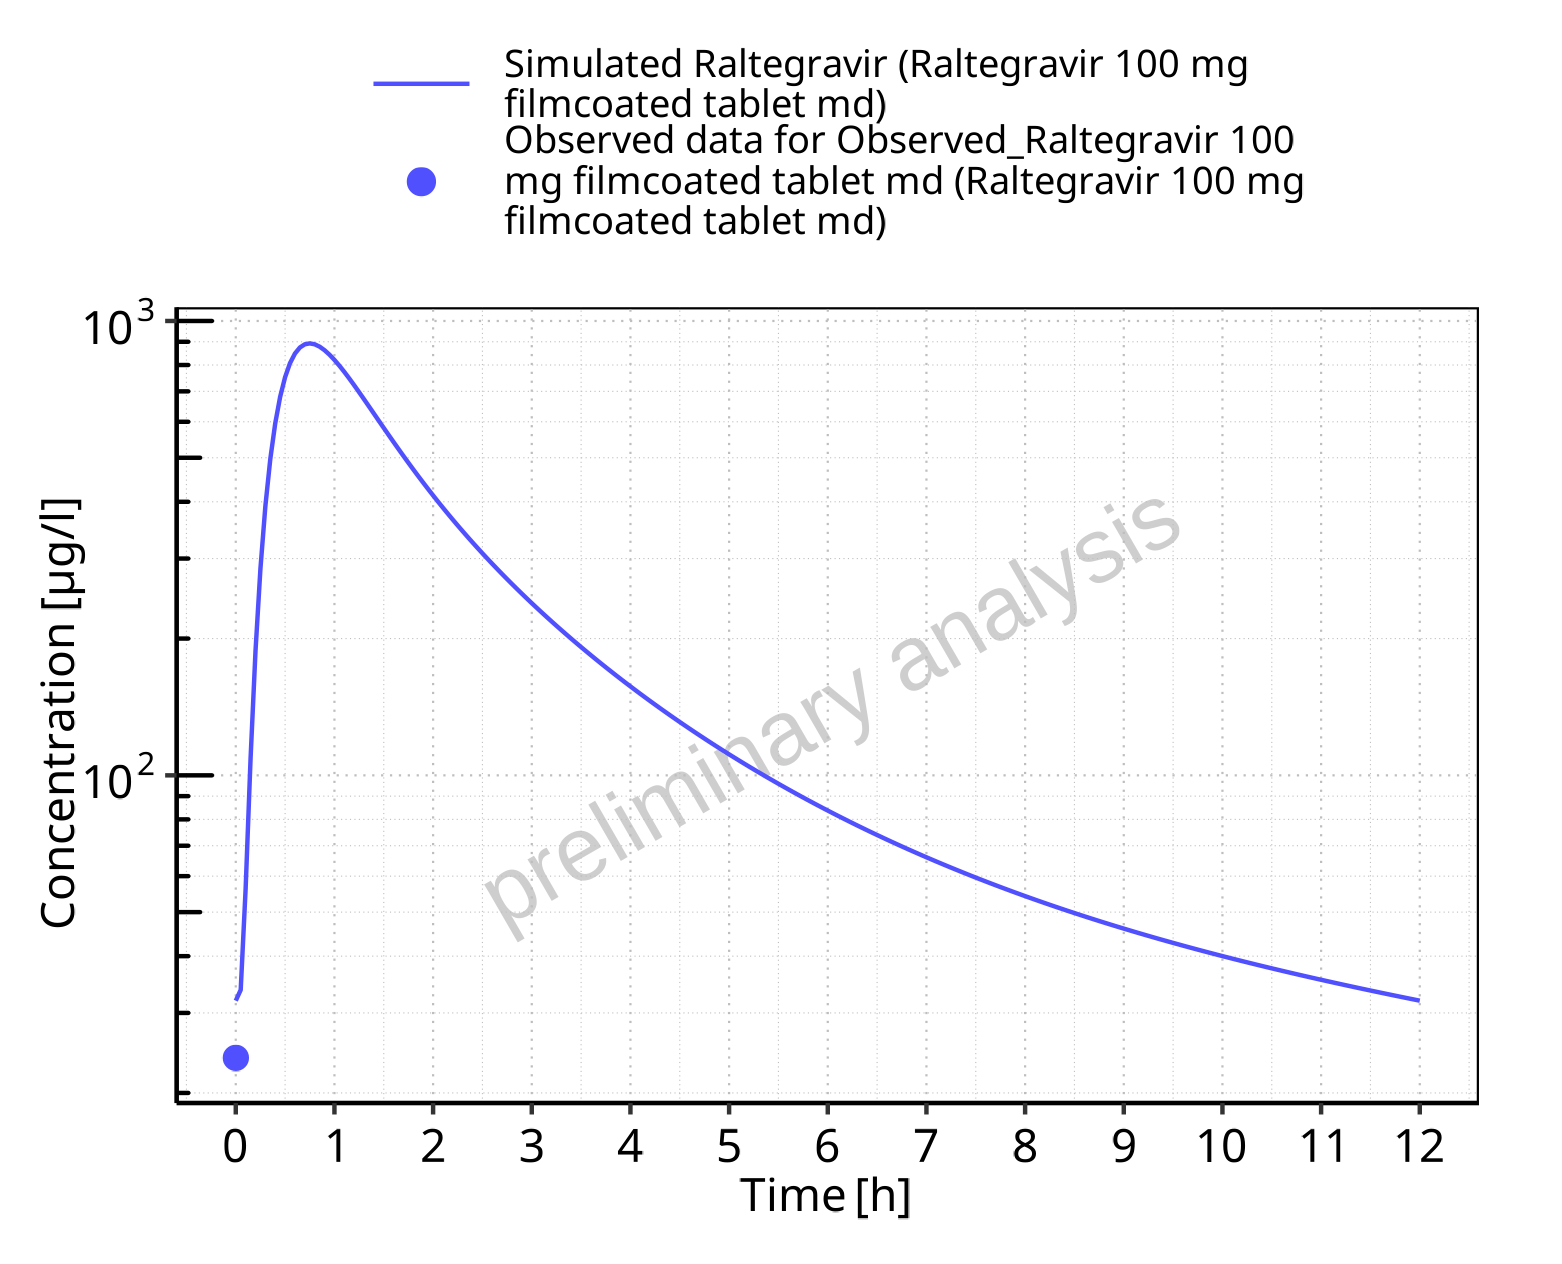 Simulated Raltegravir (Raltegravir 100 mg
filmcoated tablet md)
Observed data for Observed_Raltegravir 100
mg filmcoated tablet md (Raltegravir 100 mg
filmcoated tablet md)
10³
10²
Concentration [µg/l]
preliminary analysis
0 1 2 3 4 5 6 7 8 9 10 11 12
Time [h]